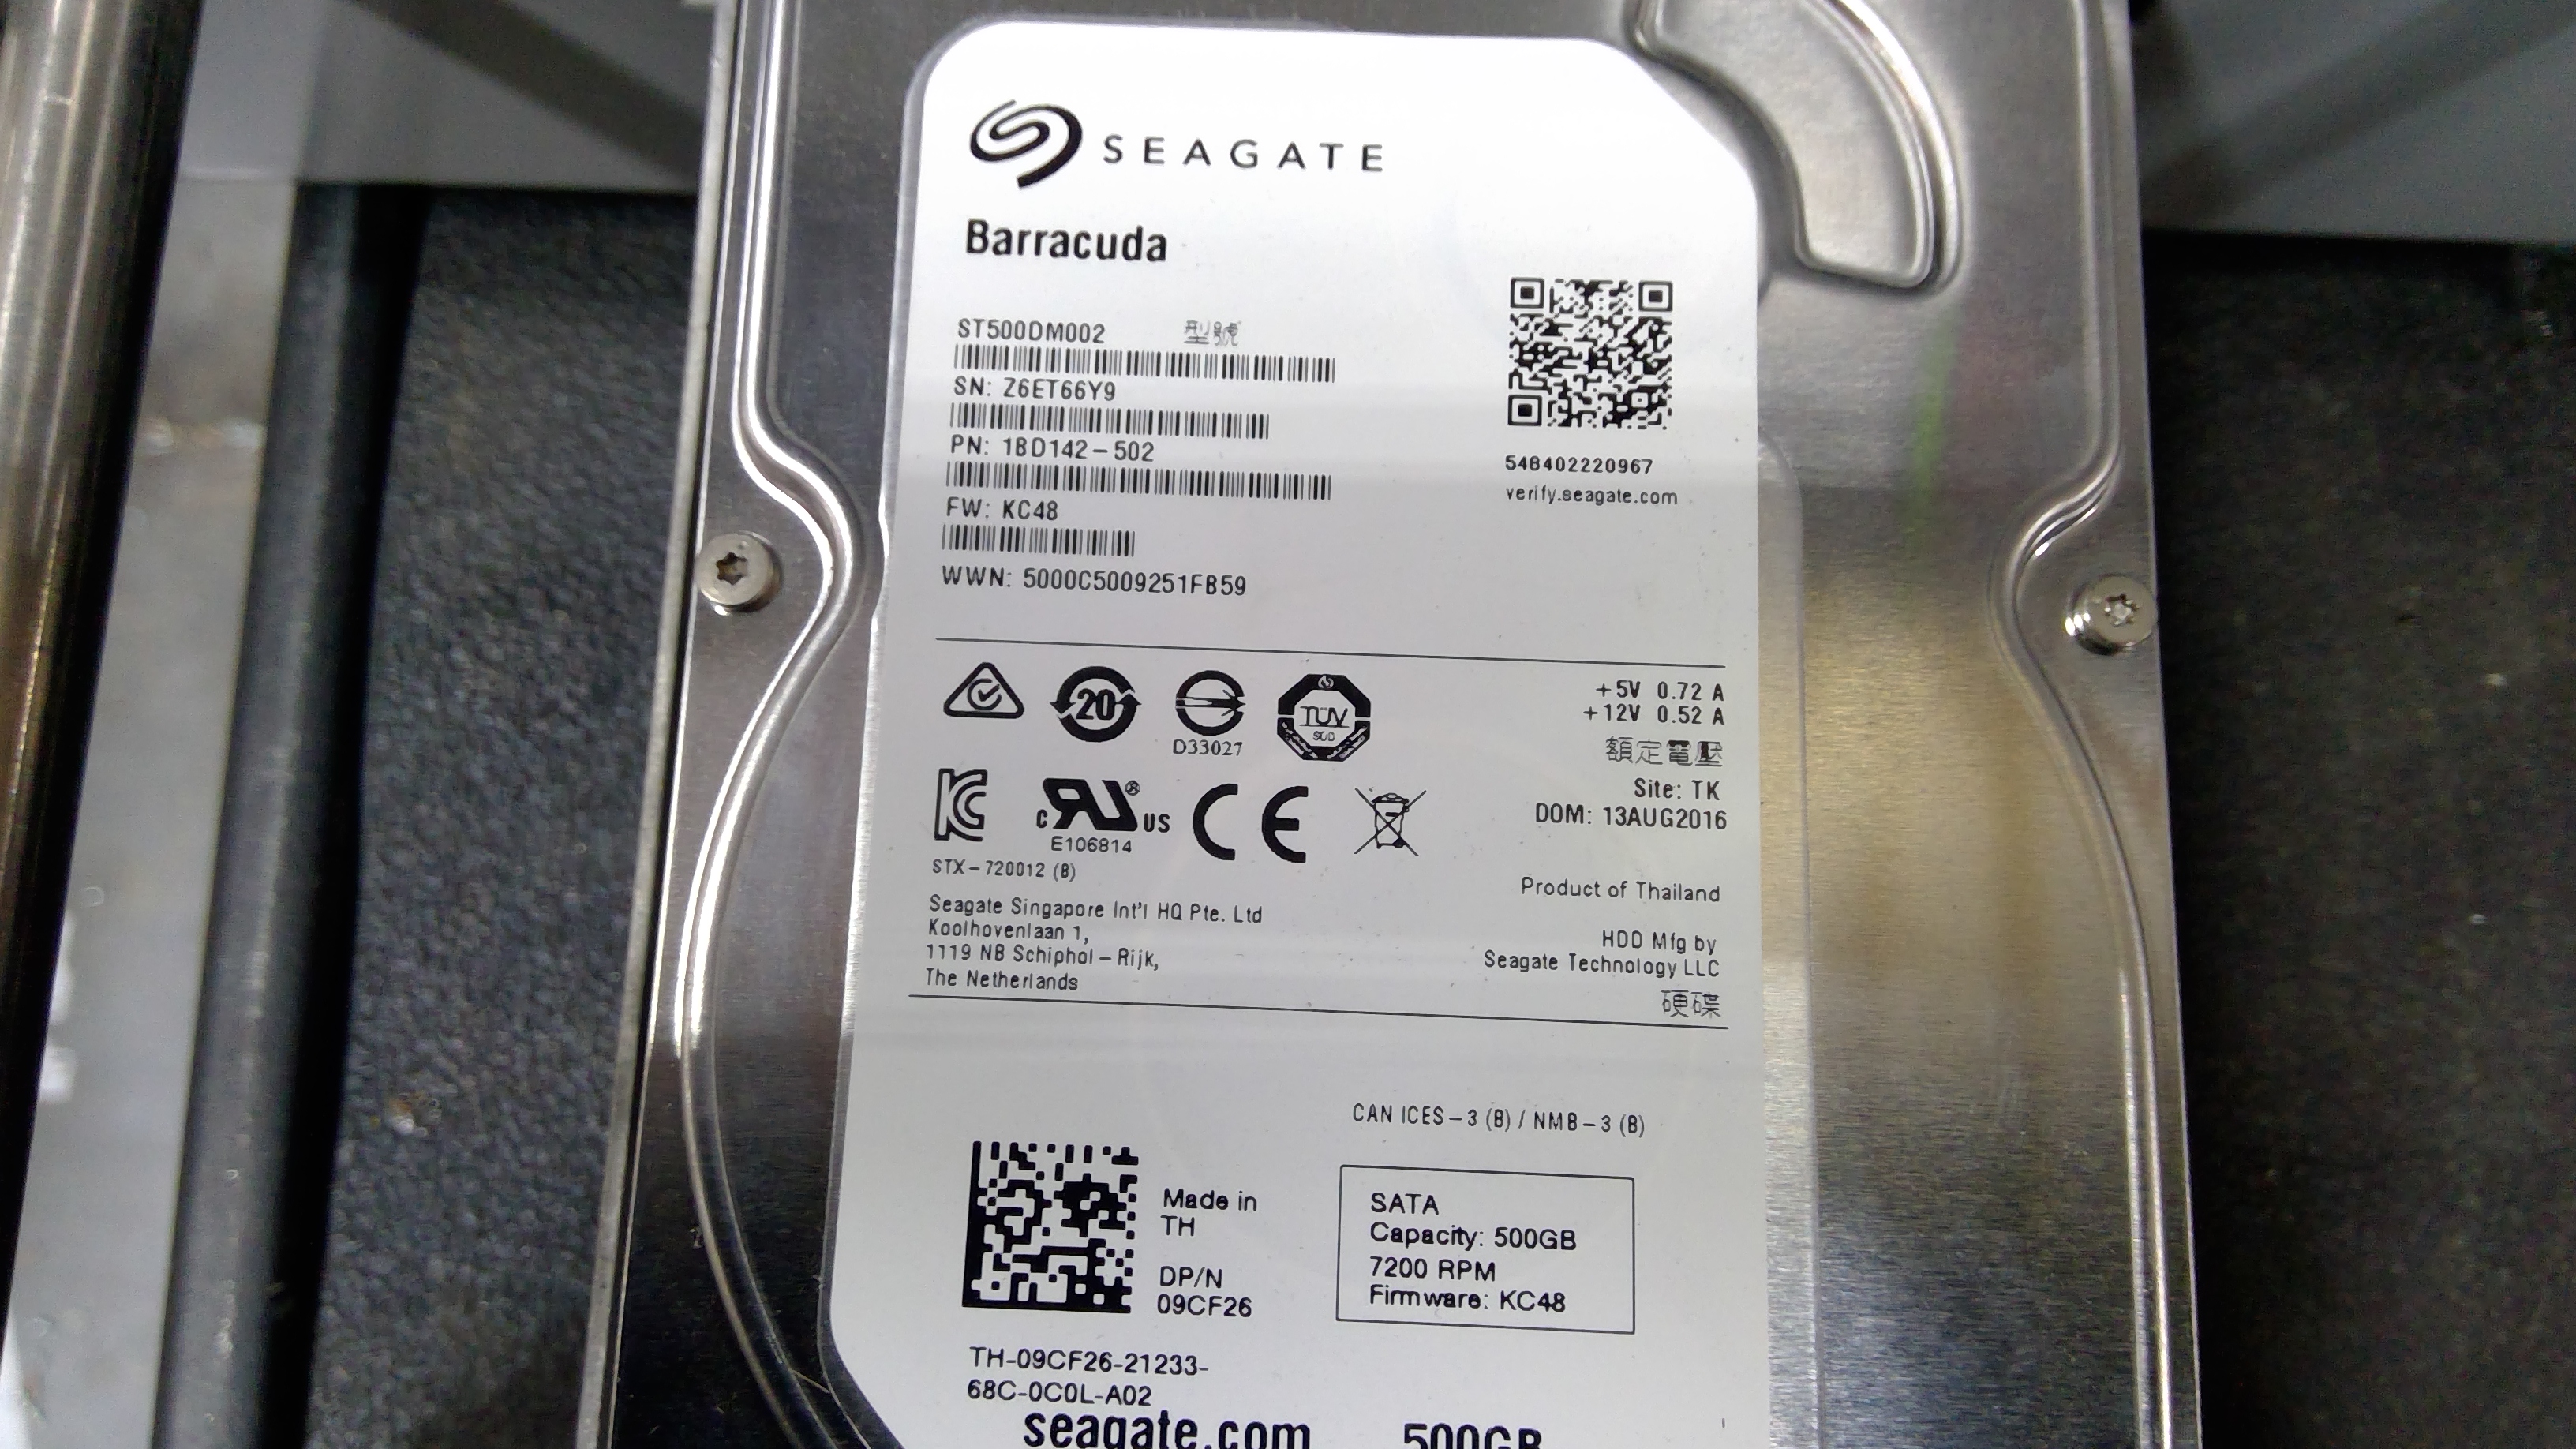 SEAGATE
Barracuda
ST500DM002 型號
SN: Z6ET66Y9
PN: 1BD142-502
FW: KC48
WWN: 5000C5009251FB59
548402220967
verify.seagate.com
20
D33027
TÜV
SÜD
+5V 0.72 A
+12V 0.52 A
額定電壓
Site: TK
DOM: 13AUG2016
c RU ® US
E106814
CE
STX-720012 (B)
Seagate Singapore Int'l HQ Pte. Ltd
Koolhovenlaan 1,
1119 NB Schiphol-Rijk,
The Netherlands
Product of Thailand
HDD Mfg by
Seagate Technology LLC
硬碟
CAN ICES-3 (B) / NMB-3 (B)
Made in
TH
DP/N
09CF26
TH-09CF26-21233-
68C-0C0L-A02
SATA
Capacity: 500GB
7200 RPM
Firmware: KC48
seagate.com 500GB